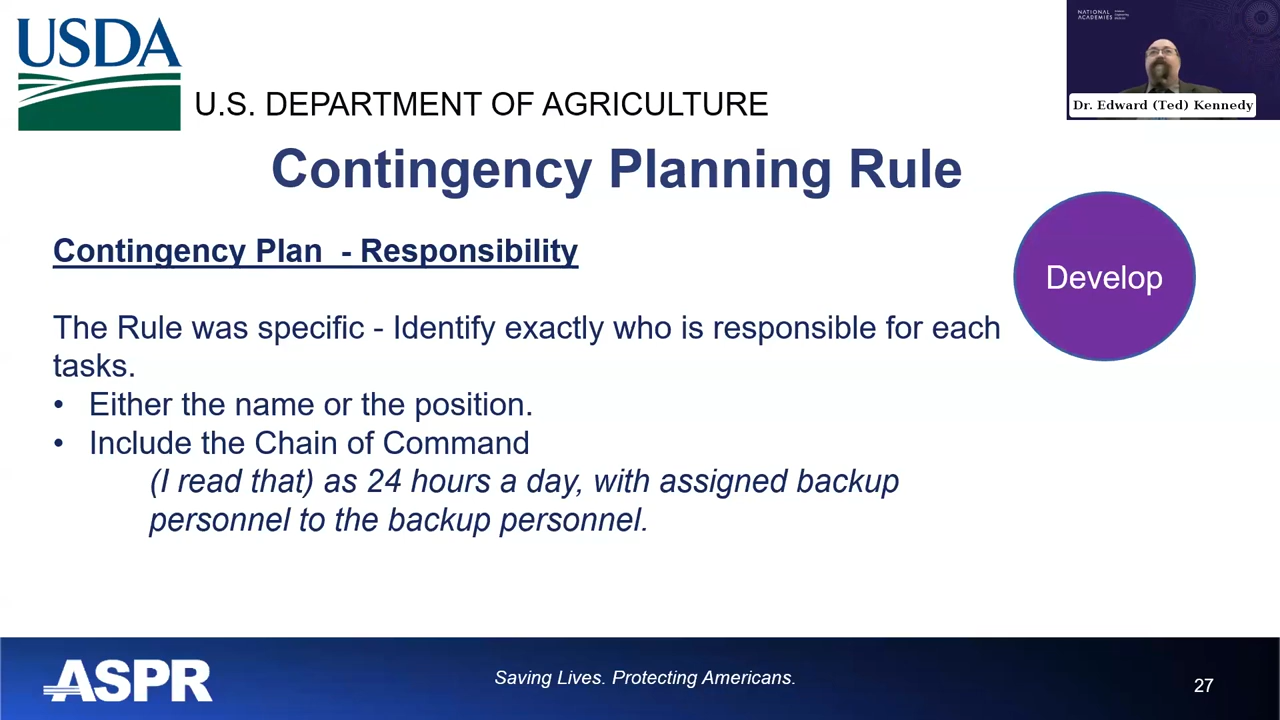 USDA
U.S. DEPARTMENT OF AGRICULTURE
NATIONAL
ACADEMIES
Dr. Edward (Ted) Kennedy
Contingency Planning Rule
Contingency Plan - Responsibility
Develop
The Rule was specific - Identify exactly who is responsible for each
tasks.
• Either the name or the position.
• Include the Chain of Command
(I read that) as 24 hours a day, with assigned backup
personnel to the backup personnel.
ASPR
Saving Lives. Protecting Americans.
27